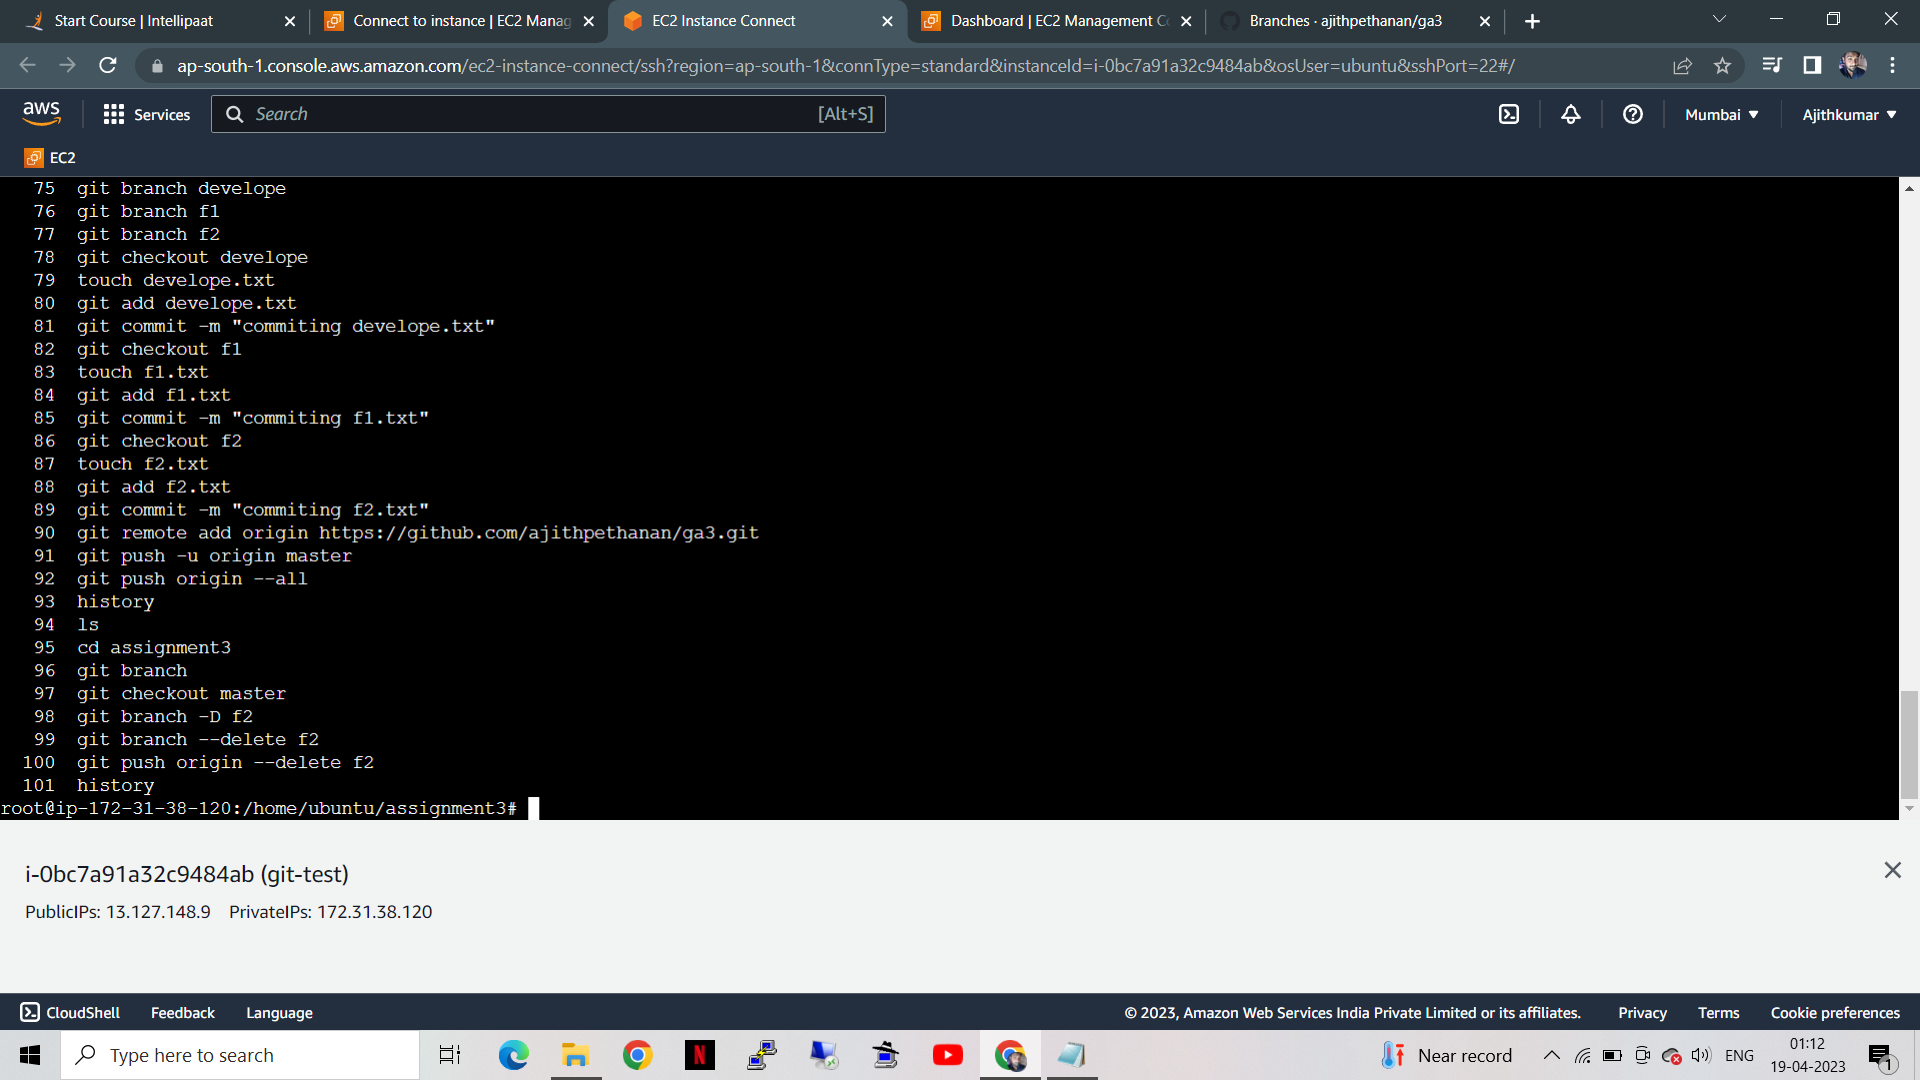 Start Course | Intellipaat
Connect to instance | EC2 Manag
EC2 Instance Connect
Dashboard | EC2 Management Co
Branches · ajithpethanan/ga3
ap-south-1.console.aws.amazon.com/ec2-instance-connect/ssh?region=ap-south-1&connType=standard&instanceId=i-0bc7a91a32c9484ab&osUser=ubuntu&sshPort=22#/
aws Services Search [Alt+S] Mumbai Ajithkumar
EC2
75 git branch develope
76 git branch f1
77 git branch f2
78 git checkout develope
79 touch develope.txt
80 git add develope.txt
81 git commit -m "commiting develope.txt"
82 git checkout f1
83 touch f1.txt
84 git add f1.txt
85 git commit -m "commiting f1.txt"
86 git checkout f2
87 touch f2.txt
88 git add f2.txt
89 git commit -m "commiting f2.txt"
90 git remote add origin https://github.com/ajithpethanan/ga3.git
91 git push -u origin master
92 git push origin --all
93 history
94 ls
95 cd assignment3
96 git branch
97 git checkout master
98 git branch -D f2
99 git branch --delete f2
100 git push origin --delete f2
101 history
root@ip-172-31-38-120:/home/ubuntu/assignment3#
i-0bc7a91a32c9484ab (git-test)
PublicIPs: 13.127.148.9 PrivateIPs: 172.31.38.120
CloudShell Feedback Language © 2023, Amazon Web Services India Private Limited or its affiliates. Privacy Terms Cookie preferences
Type here to search
N
Near record
ENG
01:12
19-04-2023
1